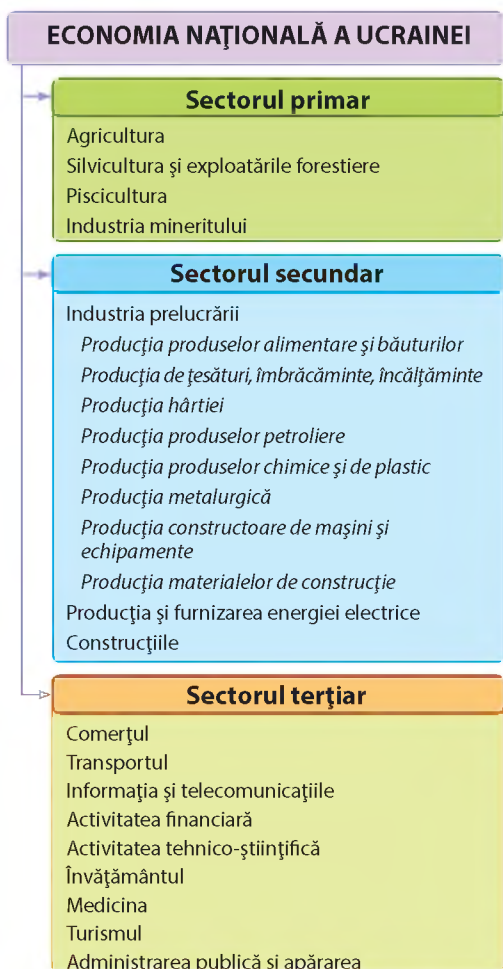 ECONOMIA NAŢIONALĂ A UCRAINEI
Sectorul primar
Agricultura
Silvicultura şi exploatările forestiere
Piscicultura
Industria mineritului
Sectorul secundar
Industria prelucrării
Producţia produselor alimentare şi băuturilor
Producţia de ţesături, îmbrăcăminte, încălţăminte
Producţia hârtiei
Producţia produselor petroliere
Producţia produselor chimice şi de plastic
Producţia metalurgică
Producţia constructoare de maşini şi
echipamente
Producţia materialelor de construcţie
Producţia şi furnizarea energiei electrice
Construcţiile
Sectorul terţiar
Comerţul
Transportul
Informaţia şi telecomunicaţiile
Activitatea financiară
Activitatea tehnico-ştiinţifică
Învăţământul
Medicina
Turismul
Administrarea publică şi apărarea